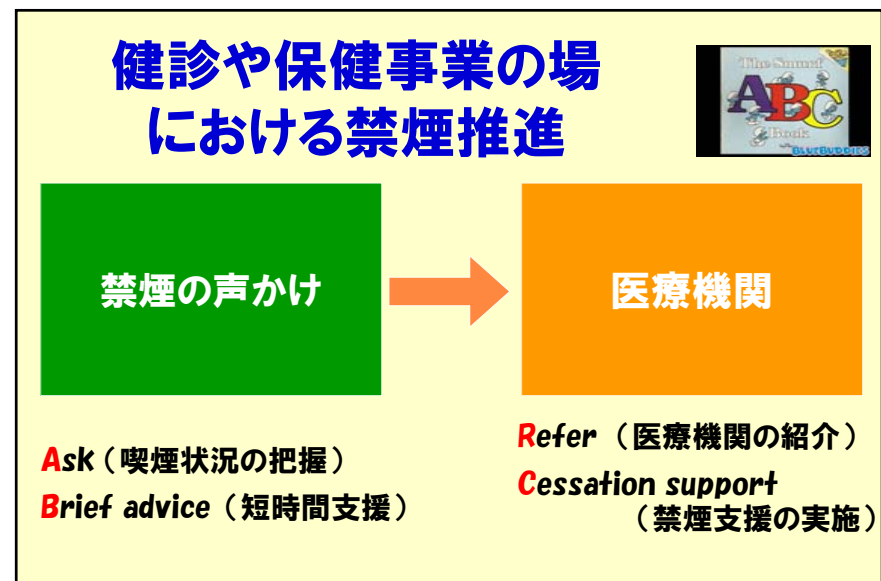 健診や保健事業の場
における禁煙推進
The Smurf
ABC
Book
BLUEBUDDIES
禁煙の声かけ
医療機関
Ask（喫煙状況の把握）
Brief advice（短時間支援）
Refer （医療機関の紹介）
Cessation support
（禁煙支援の実施）